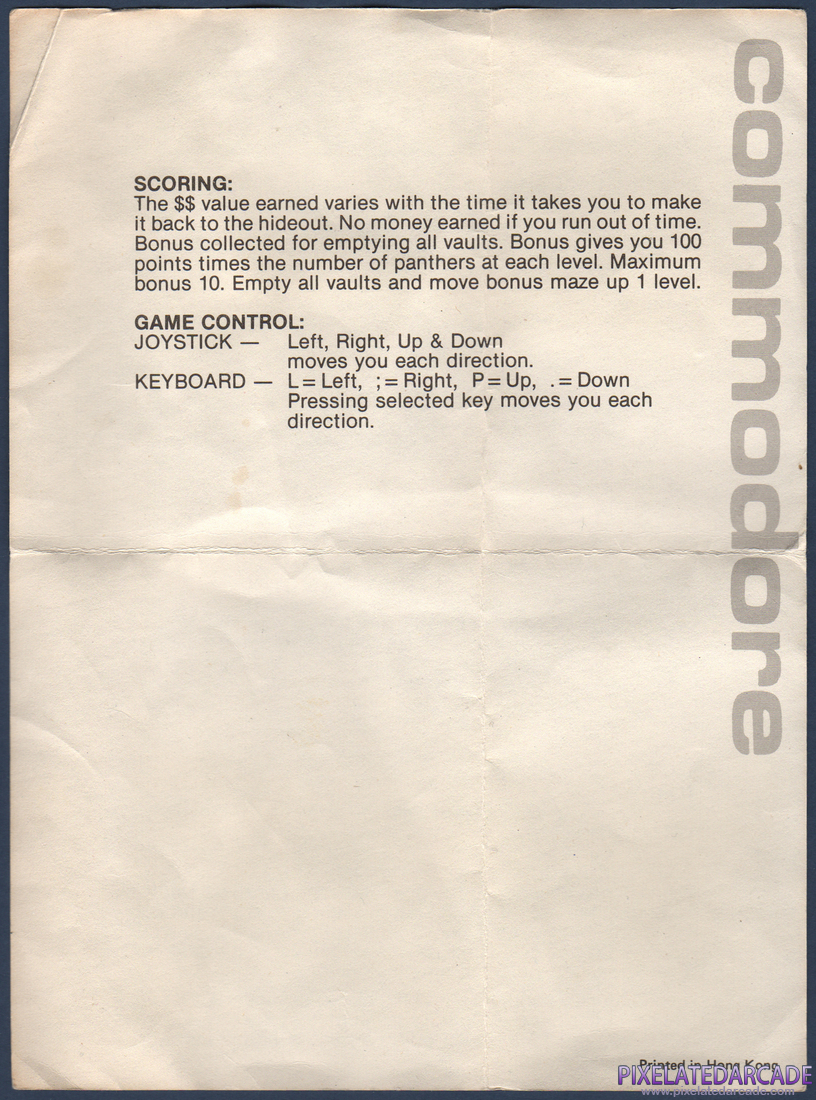 commodore
SCORING:
The $$ value earned varies with the time it takes you to make
it back to the hideout. No money earned if you run out of time.
Bonus collected for emptying all vaults. Bonus gives you 100
points times the number of panthers at each level. Maximum
bonus 10. Empty all vaults and move bonus maze up 1 level.
GAME CONTROL:
JOYSTICK — Left, Right, Up & Down
moves you each direction.
KEYBOARD — L = Left, ; = Right, P = Up, . = Down
Pressing selected key moves you each
direction.
Printed in Hong Kong
PIXELATEDARCADE
www.pixelatedarcade.com